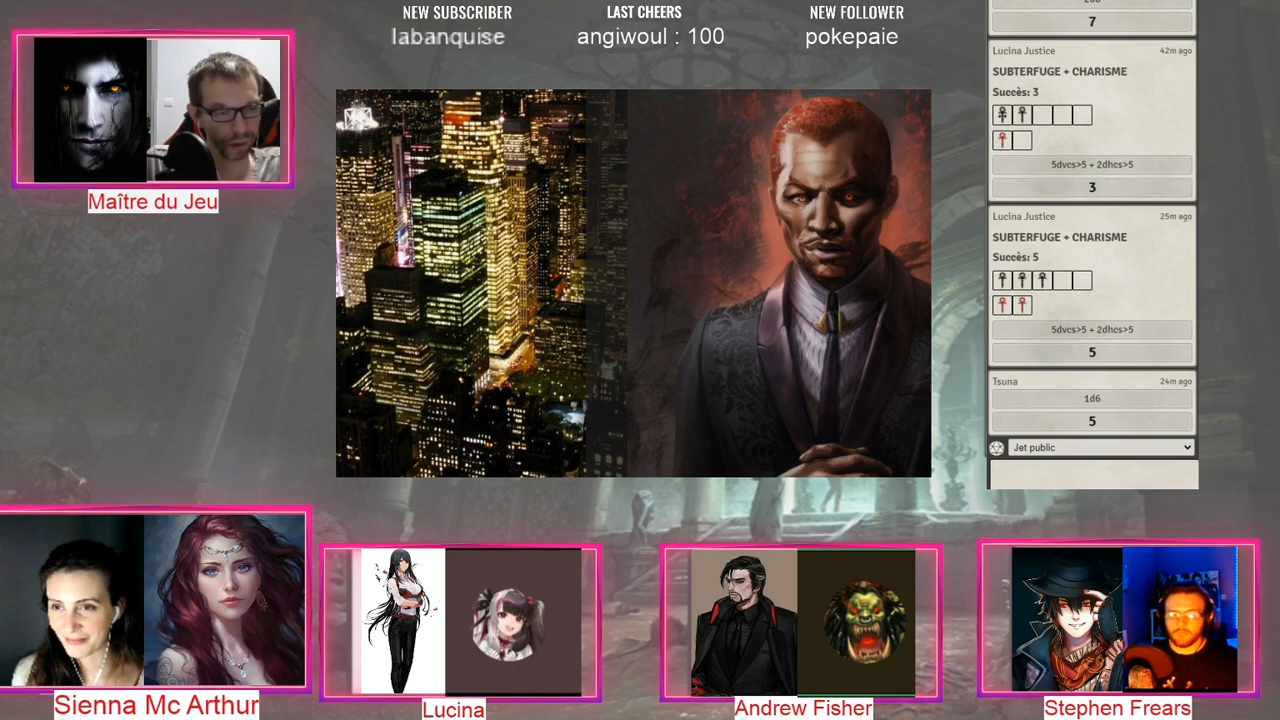 NEW SUBSCRIBER
labanquise
LAST CHEERS
angiwoul : 100
NEW FOLLOWER
pokepaie
7
Lucina Justice 42m ago
SUBTERFUGE + CHARISME
Succès: 3
5dvcs>5 + 2dhcs>5
3
Lucina Justice 25m ago
SUBTERFUGE + CHARISME
Succès: 5
5dvcs>5 + 2dhcs>5
5
Tsuna 24m ago
1d6
5
Jet public
Maître du Jeu
Sienna Mc Arthur
Lucina
Andrew Fisher
Stephen Frears